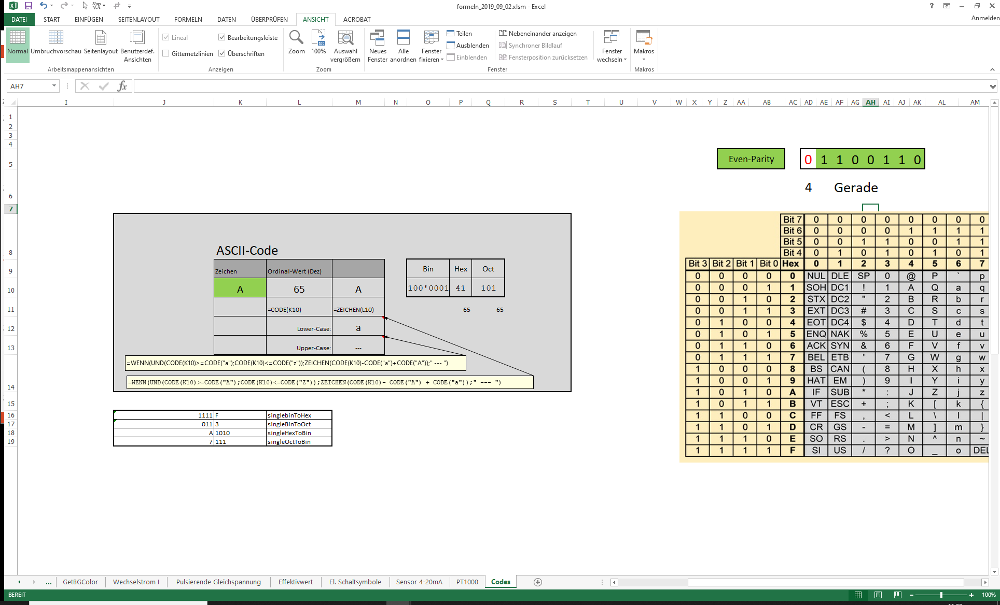 formeln_2019_09_02.xlsm - Excel
DATEI START EINFÜGEN SEITENLAYOUT FORMELN DATEN ÜBERPRÜFEN ANSICHT ACROBAT Anmelden
Normal Umbruchvorschau Seitenlayout Benutzerdef. Ansichten
Arbeitsmappenansichten
Lineal Bearbeitungsleiste
Gitternetzlinien Überschriften
Anzeigen
Zoom 100% Auswahl vergrößern
Zoom
Neues Fenster Alle anordnen Fenster fixieren
Teilen
Ausblenden
Einblenden
Nebeneinander anzeigen
Synchroner Bildlauf
Fensterposition zurücksetzen
Fenster wechseln
Fenster
Makros
Makros
AH7 fx
I J K L M N O P Q R S T U V W X Y Z AA AB AC AD AE AF AG AH AI AJ AK AL AM
1
2
3
4
5 Even-Parity 0 1 1 0 0 1 1 0
6 4 Gerade
7
8 ASCII-Code
9 Zeichen Ordinal-Wert (Dez) Bin Hex Oct
10 A 65 A 100'0001 41 101
11 =CODE(K10) =ZEICHEN(L10) 65 65
12 Lower-Case: a
13 Upper-Case: ---
=WENN(UND(CODE(K10)>=CODE("a");CODE(K10)<=CODE("z"));ZEICHEN(CODE(K10)-CODE("a")+CODE("A"));" --- ")
14 =WENN(UND(CODE(K10)>=CODE("A");CODE(K10)<=CODE("Z"));ZEICHEN(CODE(K10)- CODE("A") + CODE("a"));" --- ")
15
16 1111 F singlebinToHex
17 011 3 singleBinToOct
18 A 1010 singleHexToBin
19 7 111 singleOctToBin
Bit 7 0 0 0 0 0 0 0 0
Bit 6 0 0 0 0 1 1 1 1
Bit 5 0 0 1 1 0 0 1 1
Bit 4 0 1 0 1 0 1 0 1
Bit 3 Bit 2 Bit 1 Bit 0 Hex 0 1 2 3 4 5 6 7
0 0 0 0 0 NUL DLE SP 0 @ P ` p
0 0 0 1 1 SOH DC1 ! 1 A Q a q
0 0 1 0 2 STX DC2 " 2 B R b r
0 0 1 1 3 EXT DC3 # 3 C S c s
0 1 0 0 4 EOT DC4 $ 4 D T d t
0 1 0 1 5 ENQ NAK % 5 E U e u
0 1 1 0 6 ACK SYN & 6 F V f v
0 1 1 1 7 BEL ETB ' 7 G W g w
1 0 0 0 8 BS CAN ( 8 H X h x
1 0 0 1 9 HAT EM ) 9 I Y i y
1 0 1 0 A IF SUB * : J Z j z
1 0 1 1 B VT ESC + ; K [ k {
1 1 0 0 C FF FS , < L \ l |
1 1 0 1 D CR GS - = M ] m }
1 1 1 0 E SO RS . > N ^ n ~
1 1 1 1 F SI US / ? O _ o DEL
... GetBGColor Wechselstrom I Pulsierende Gleichspannung Effektivwert El. Schaltsymbole Sensor 4-20mA PT1000 Codes
BEREIT 100%